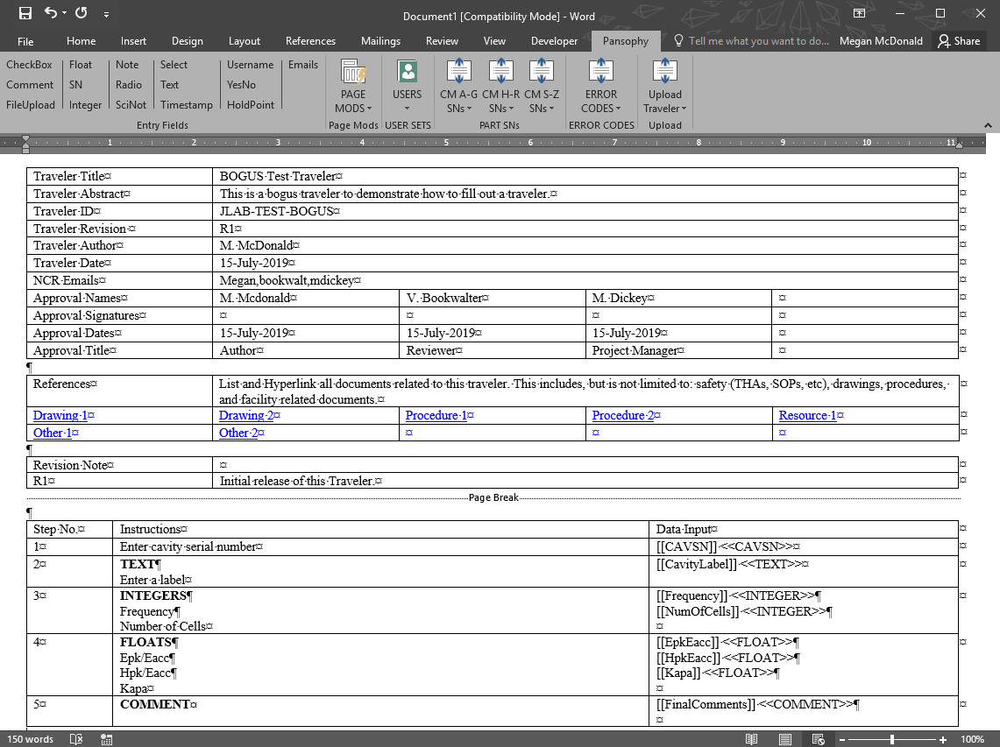 Document1 [Compatibility Mode] - Word
File Home Insert Design Layout References Mailings Review View Developer Pansophy Tell me what you want to do... Megan McDonald Share
CheckBox Float Note Select Username Emails
Comment SN Radio Text YesNo
FileUpload Integer SciNot Timestamp HoldPoint
Entry Fields
PAGE MODS
Page Mods
USERS
USER SETS
CM A-G SNs
CM H-R SNs
CM S-Z SNs
PART SNs
ERROR CODES
ERROR CODES
Upload Traveler
Upload
1 2 3 4 5 6 7 8 9 10 11
Traveler·Title¤ BOGUS·Test·Traveler¤ ¤
Traveler·Abstract¤ This·is·a·bogus·traveler·to·demonstrate·how·to·fill·out·a·traveler.¤ ¤
Traveler·ID¤ JLAB-TEST-BOGUS¤ ¤
Traveler·Revision·¤ R1¤ ¤
Traveler·Author¤ M.·McDonald¤ ¤
Traveler·Date¤ 15-July-2019¤ ¤
NCR·Emails¤ Megan,bookwalt,mdickey¤ ¤
Approval·Names¤ M.·Mcdonald¤ V.·Bookwalter¤ M.·Dickey¤ ¤ ¤
Approval·Signatures¤ ¤ ¤ ¤ ¤ ¤
Approval·Dates¤ 15-July-2019¤ 15-July-2019¤ 15-July-2019¤ ¤ ¤
Approval·Title¤ Author¤ Reviewer¤ Project·Manager¤ ¤ ¤
¶
References¤ List·and·Hyperlink·all·documents·related·to·this·traveler.·This·includes,·but·is·not·limited·to:·safety·(THAs,·SOPs,·etc),·drawings,·procedures,· ¤
and·facility·related·documents.¤
Drawing·1¤ Drawing·2¤ Procedure·1¤ Procedure·2¤ Resource·1¤ ¤
Other·1¤ Other·2¤ ¤ ¤ ¤ ¤
¶
Revision·Note¤ ¤ ¤
R1¤ Initial·release·of·this·Traveler.¤ ¤
Page Break
¶
Step·No.¤ Instructions¤ Data·Input¤ ¤
1¤ Enter·cavity·serial·number¤ [[CAVSN]]·<<CAVSN>>¤ ¤
2¤ TEXT¶ [[CavityLabel]]·<<TEXT>>¤ ¤
Enter·a·label¤
3¤ INTEGERS¶ [[Frequency]]·<<INTEGER>>¶ ¤
Frequency¶ [[NumOfCells]]·<<INTEGER>>¶
Number·of·Cells¤ ¤
4¤ FLOATS¶ [[EpkEacc]]·<<FLOAT>>¶ ¤
Epk/Eacc¶ [[HpkEacc]]·<<FLOAT>>¶
Hpk/Eacc¶ [[Kapa]]·<<FLOAT>>¶
Kapa¤ ¤
5¤ COMMENT¤ [[FinalComments]]·<<COMMENT>>¶ ¤
¤
150 words 100%